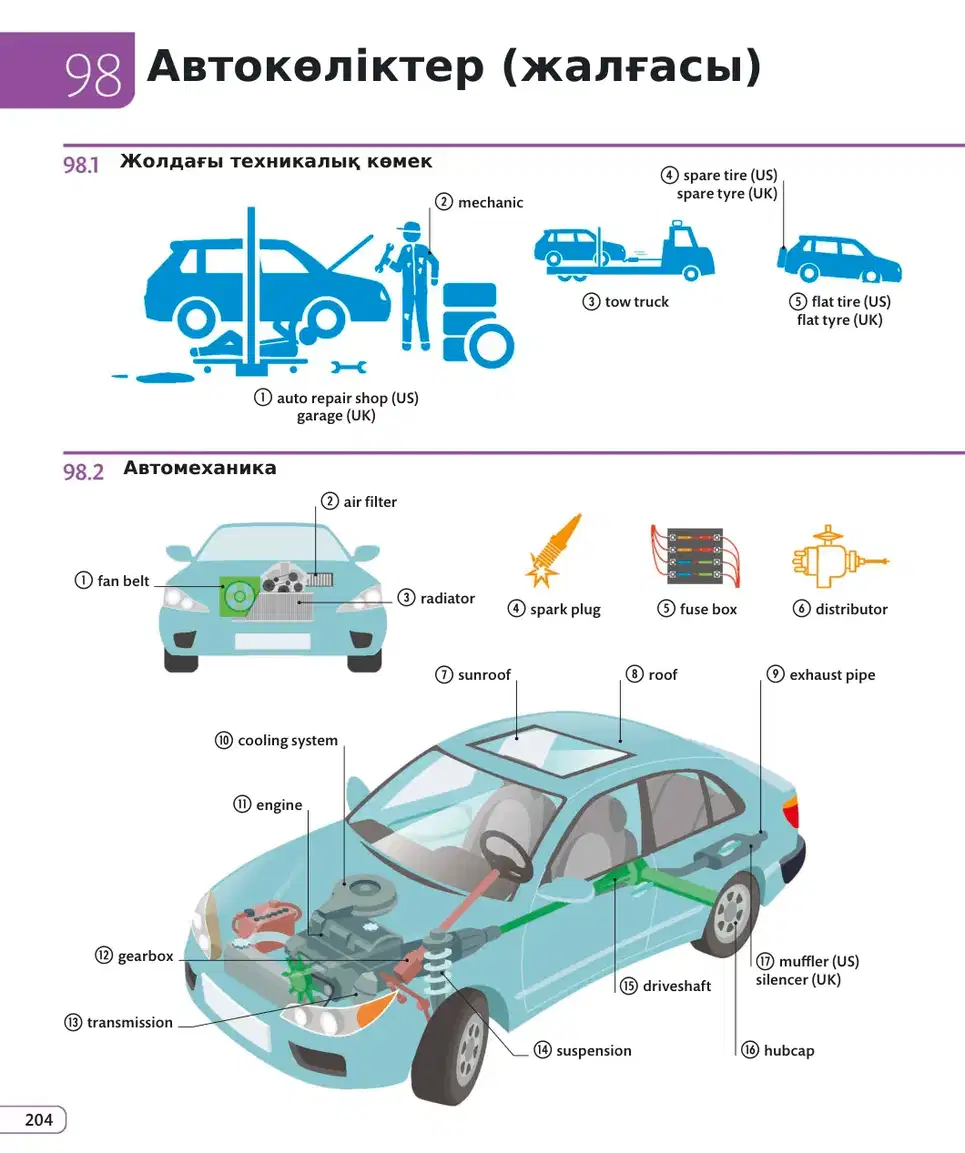 98 Автокөліктер (жалғасы)
98.1 Жолдағы техникалық көмек
② mechanic
④ spare tire (US)
spare tyre (UK)
③ tow truck
⑤ flat tire (US)
flat tyre (UK)
① auto repair shop (US)
garage (UK)
98.2 Автомеханика
② air filter
① fan belt
③ radiator
④ spark plug
⑤ fuse box
⑥ distributor
⑦ sunroof
⑧ roof
⑨ exhaust pipe
⑩ cooling system
⑪ engine
⑫ gearbox
⑰ muffler (US)
silencer (UK)
⑮ driveshaft
⑬ transmission
⑭ suspension
⑯ hubcap
204